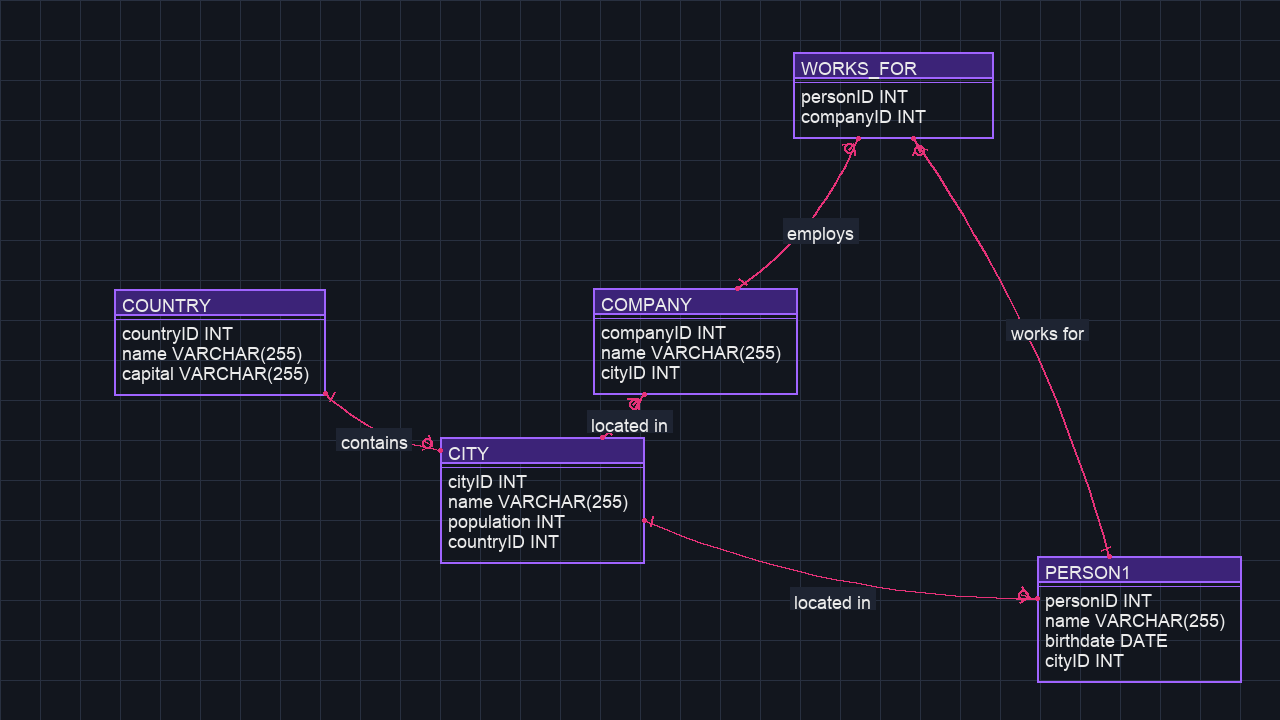 WORKS_FOR
personID INT
companyID INT
employs
COUNTRY
countryID INT
name VARCHAR(255)
capital VARCHAR(255)
COMPANY
companyID INT
name VARCHAR(255)
cityID INT
works for
located in
contains
CITY
cityID INT
name VARCHAR(255)
population INT
countryID INT
located in
PERSON1
personID INT
name VARCHAR(255)
birthdate DATE
cityID INT